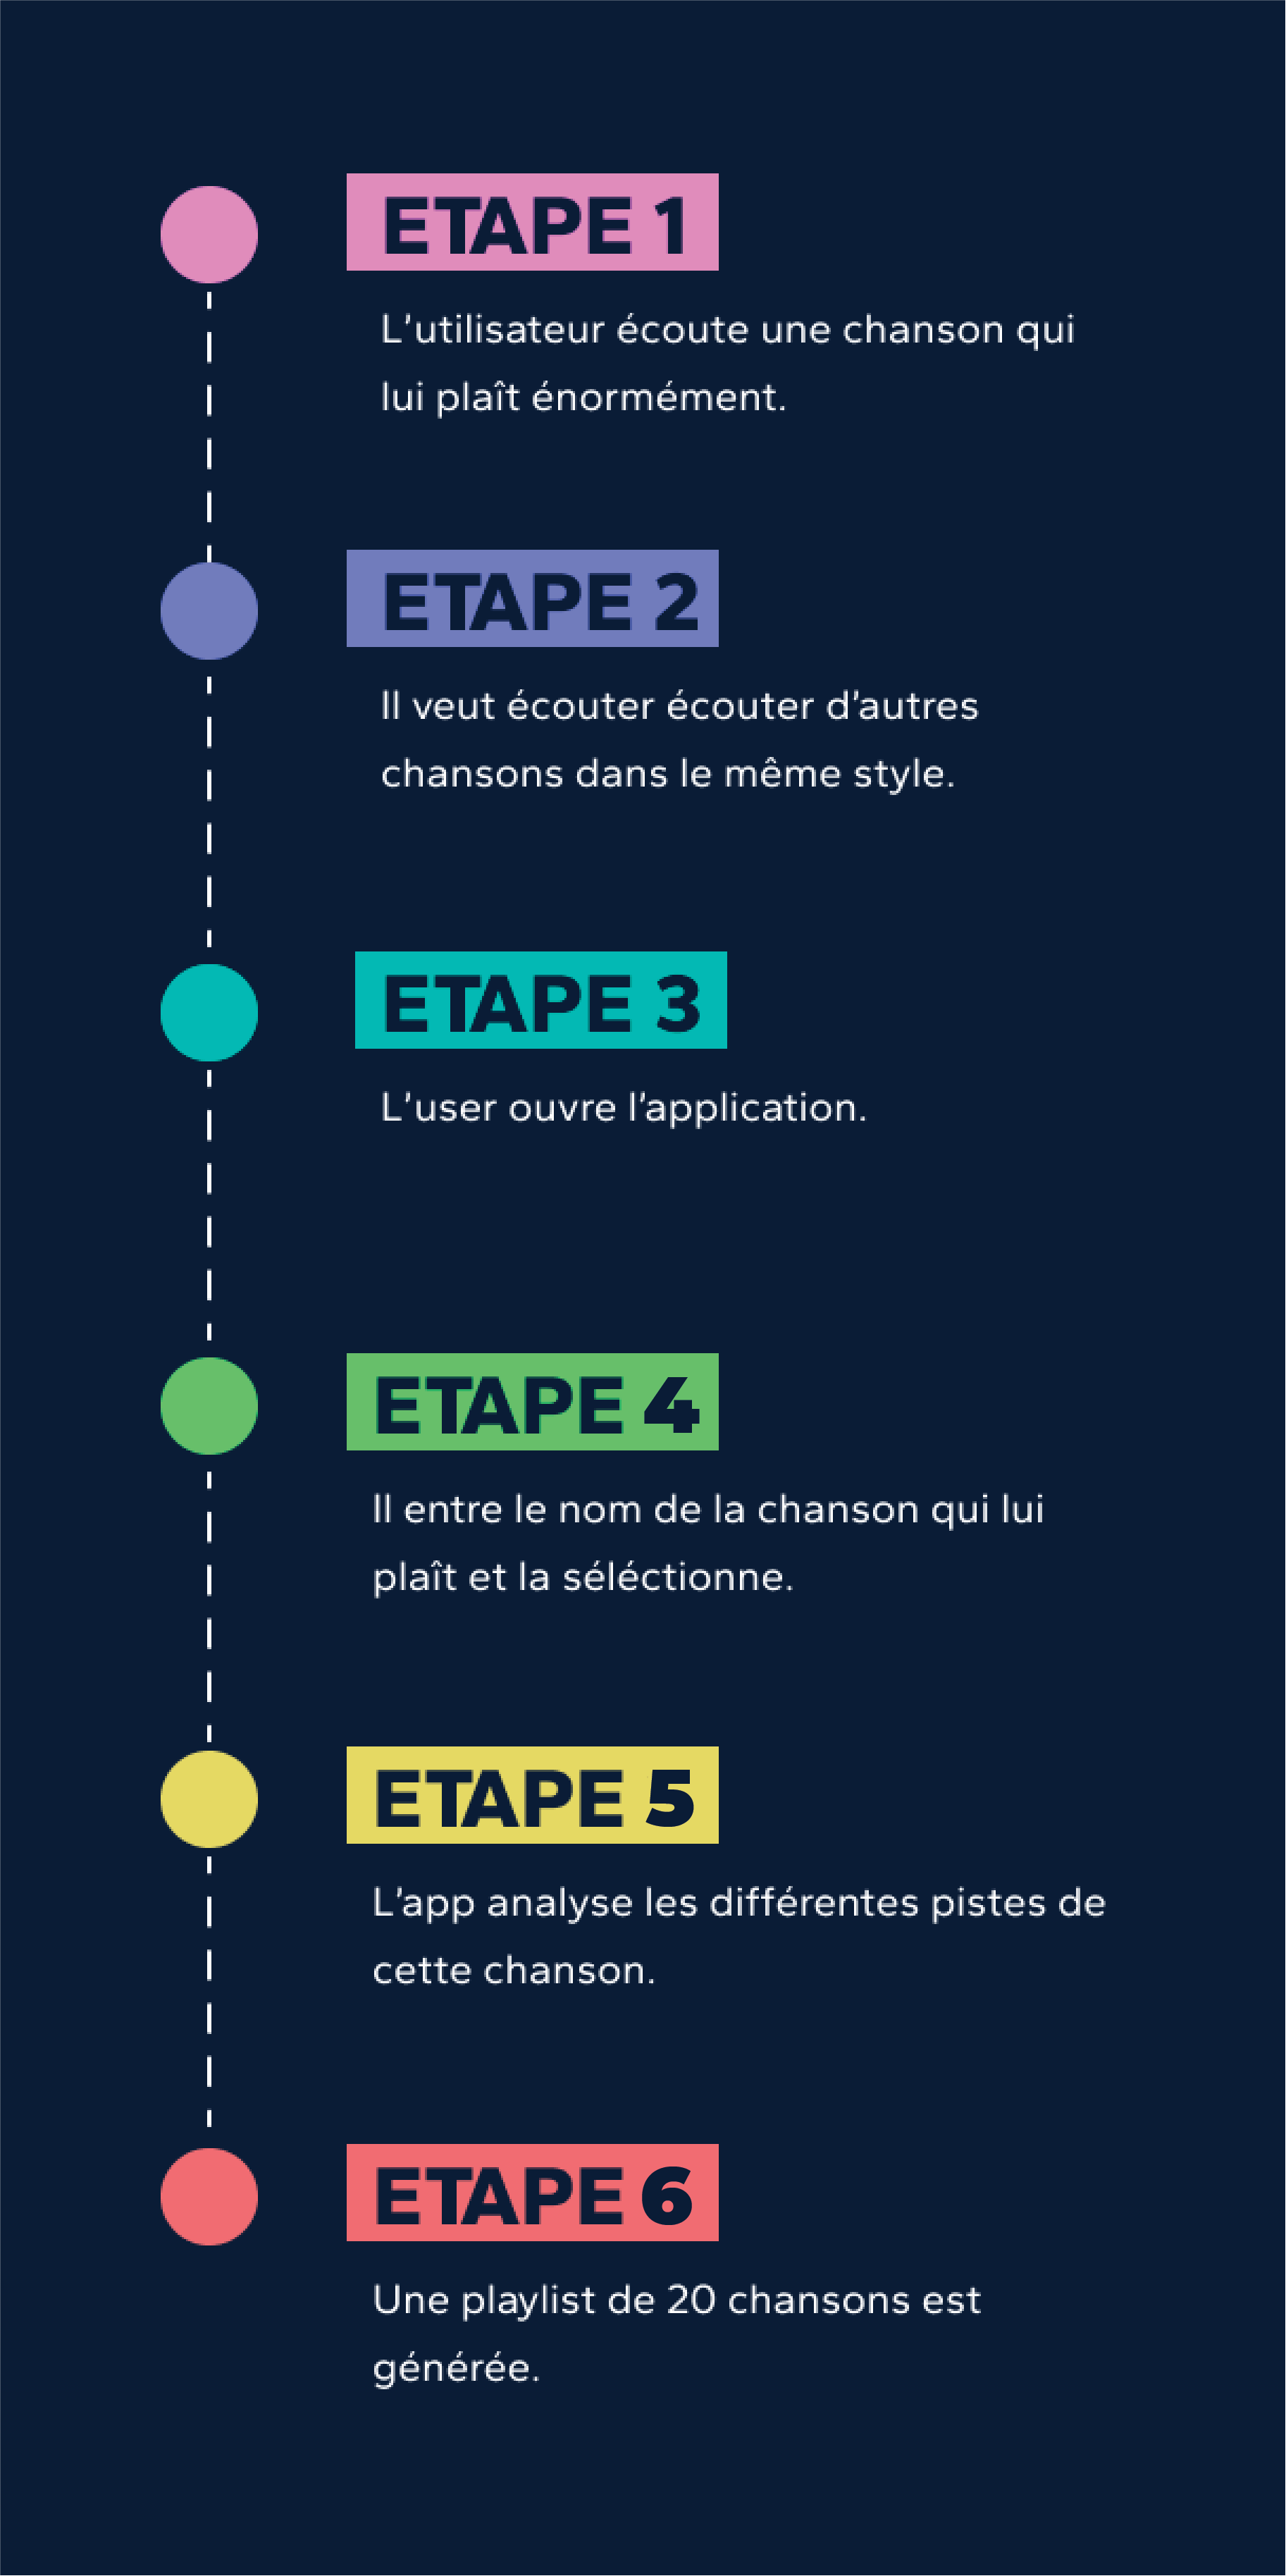 ETAPE 1
L'utilisateur écoute une chanson qui
lui plaît énormément.
ETAPE 2
Il veut écouter écouter d'autres
chansons dans le même style.
ETAPE 3
L'user ouvre l'application.
ETAPE 4
Il entre le nom de la chanson qui lui
plaît et la séléctionne.
ETAPE 5
L'app analyse les différentes pistes de
cette chanson.
ETAPE 6
Une playlist de 20 chansons est
générée.